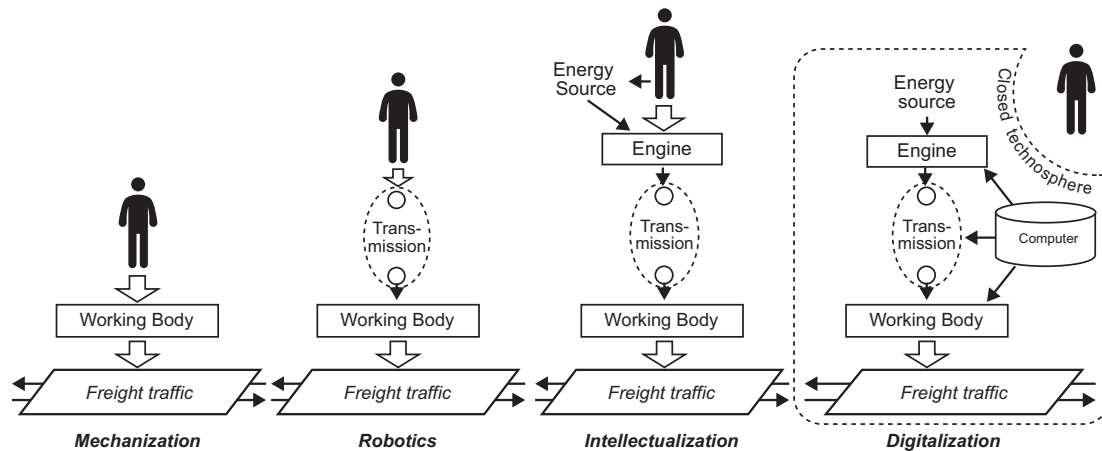 Working Body
Freight traffic
Mechanization
Trans-
mission
Working Body
Freight traffic
Robotics
Energy
Source
Engine
Trans-
mission
Working Body
Freight traffic
Intellectualization
Closed technosphere
Energy
source
Engine
Trans-
mission
Computer
Working Body
Freight traffic
Digitalization